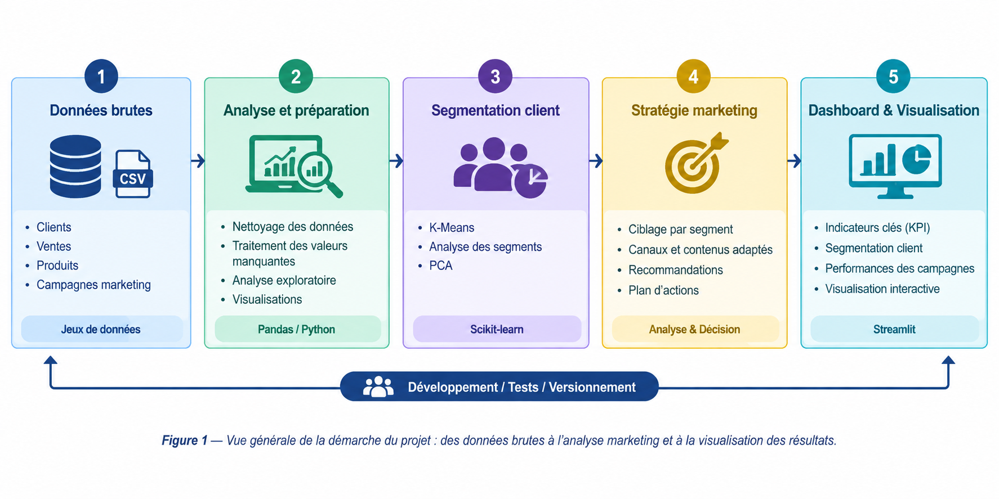 1
Données brutes
CSV
• Clients
• Ventes
• Produits
• Campagnes marketing
Jeux de données
2
Analyse et préparation
• Nettoyage des données
• Traitement des valeurs
manquantes
• Analyse exploratoire
• Visualisations
Pandas / Python
3
Segmentation client
• K-Means
• Analyse des segments
• PCA
Scikit-learn
4
Stratégie marketing
• Ciblage par segment
• Canaux et contenus adaptés
• Recommandations
• Plan d’actions
Analyse & Décision
5
Dashboard & Visualisation
• Indicateurs clés (KPI)
• Segmentation client
• Performances des campagnes
• Visualisation interactive
Streamlit
Développement / Tests / Versionnement
Figure 1 — Vue générale de la démarche du projet : des données brutes à l’analyse marketing et à la visualisation des résultats.